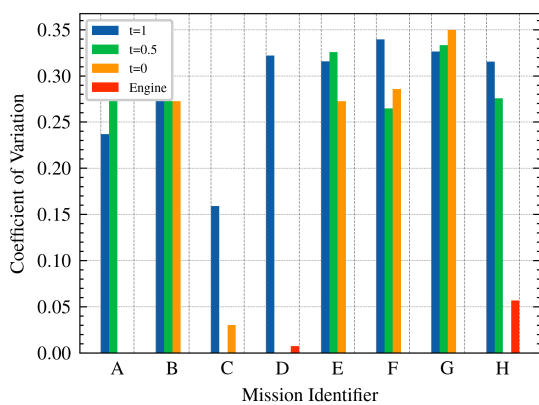 0.35
0.30
0.25
0.20
0.15
0.10
0.05
0.00
Coefficient of Variation
t=1
t=0.5
t=0
Engine
A B C D E F G H
Mission Identifier